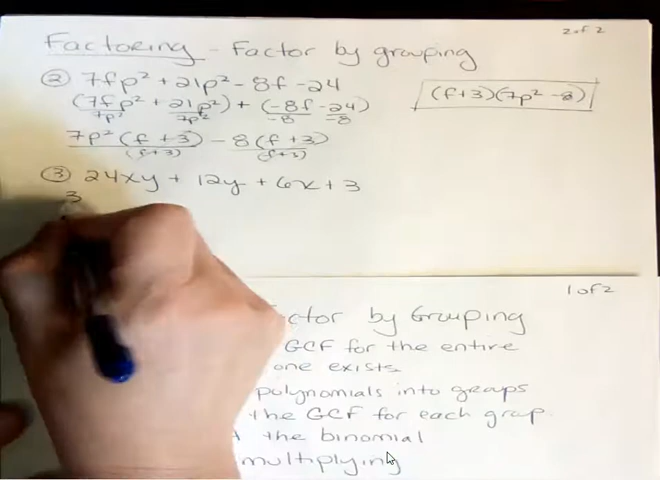 2 of 2
Factoring - Factor by grouping
② 7fp² + 21p² - 8f - 24
(7fp² + 21p²) + (-8f - 24)
7p² 7p² -8 -8
(f+3)(7p² - 8)
7p² (f + 3) - 8 (f + 3)
(f+3) (f+3)
③ 24xy + 12y + 6x + 3
3
1 of 2
ctor by Grouping
GCF for the entire
one exists
polynomials into groups
the GCF for each group.
the binomial
multiplying